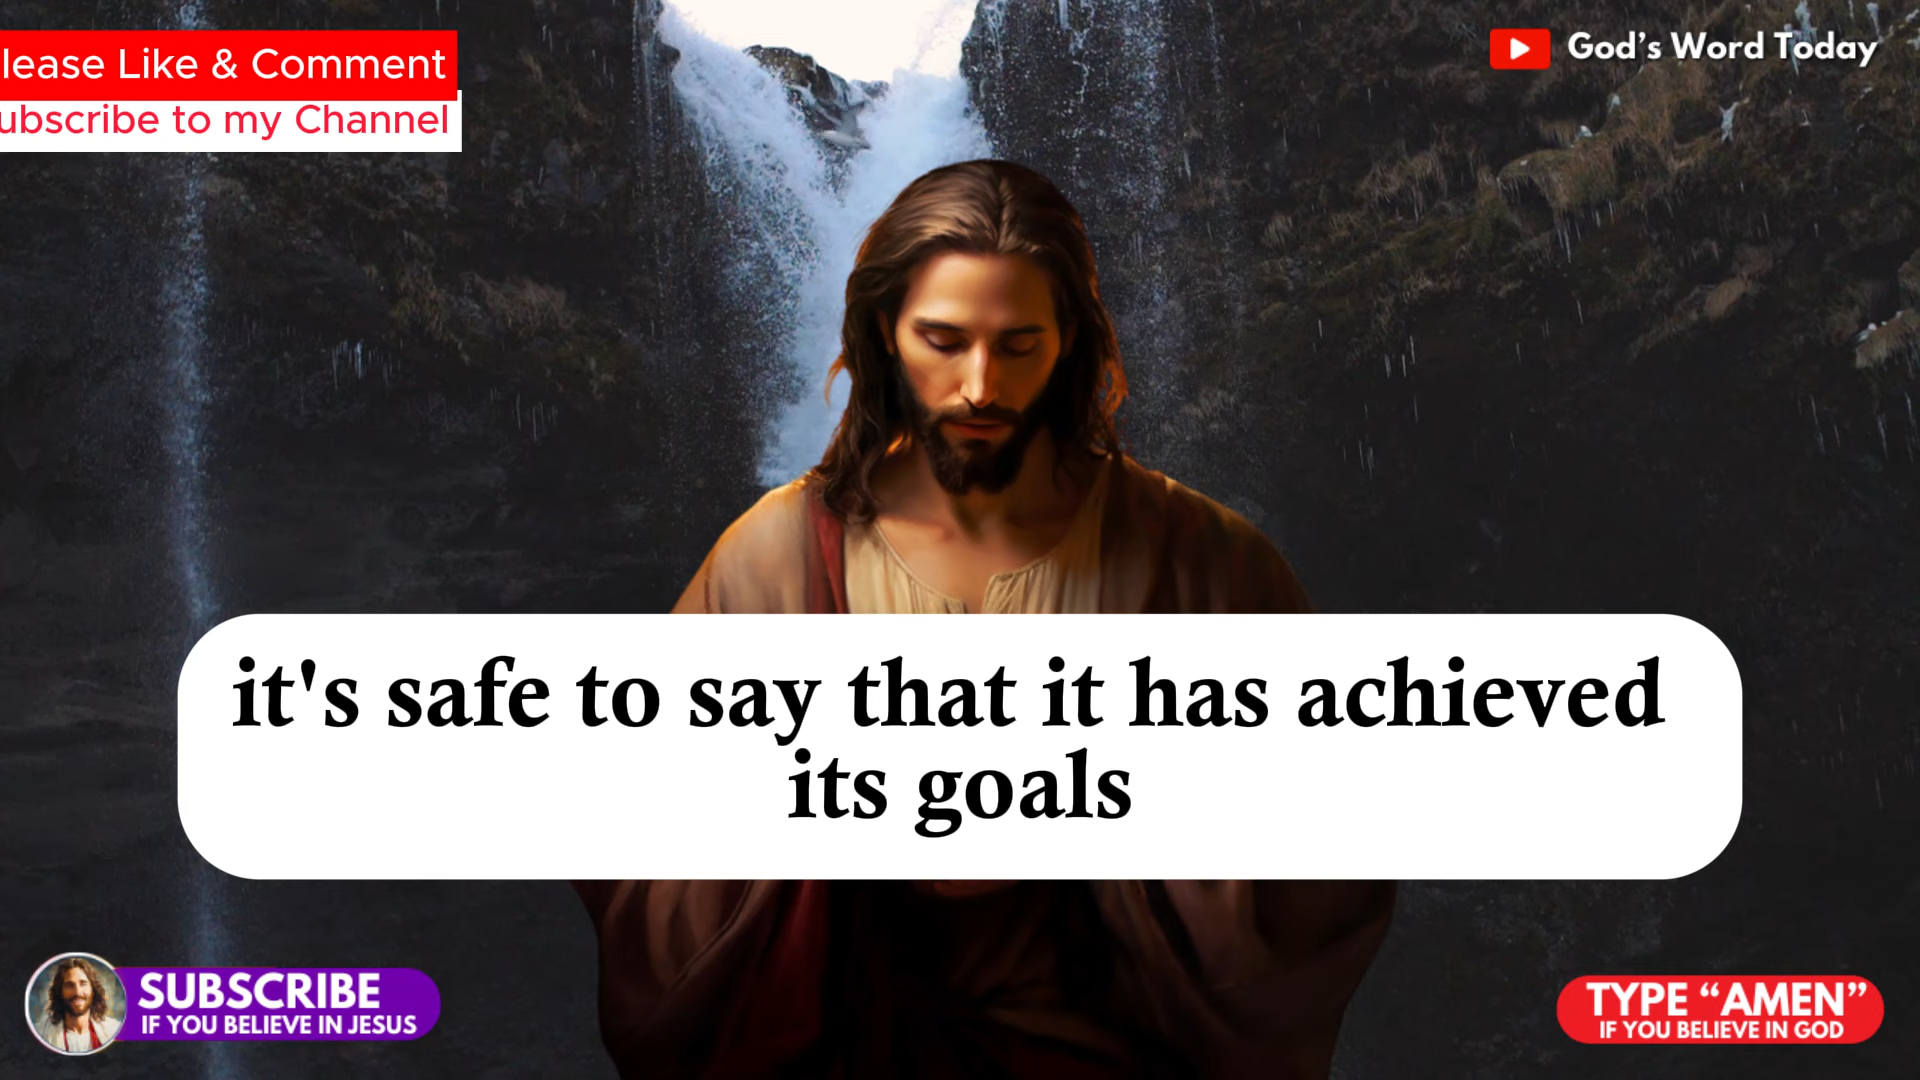 lease Like & Comment
ubscribe to my Channel
God's Word Today
it's safe to say that it has achieved
its goals
SUBSCRIBE
IF YOU BELIEVE IN JESUS
TYPE “AMEN”
IF YOU BELIEVE IN GOD